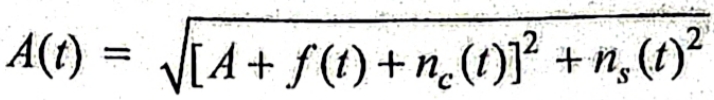 A(t) = √[A + f(t) + n_c(t)]² + n_s(t)²